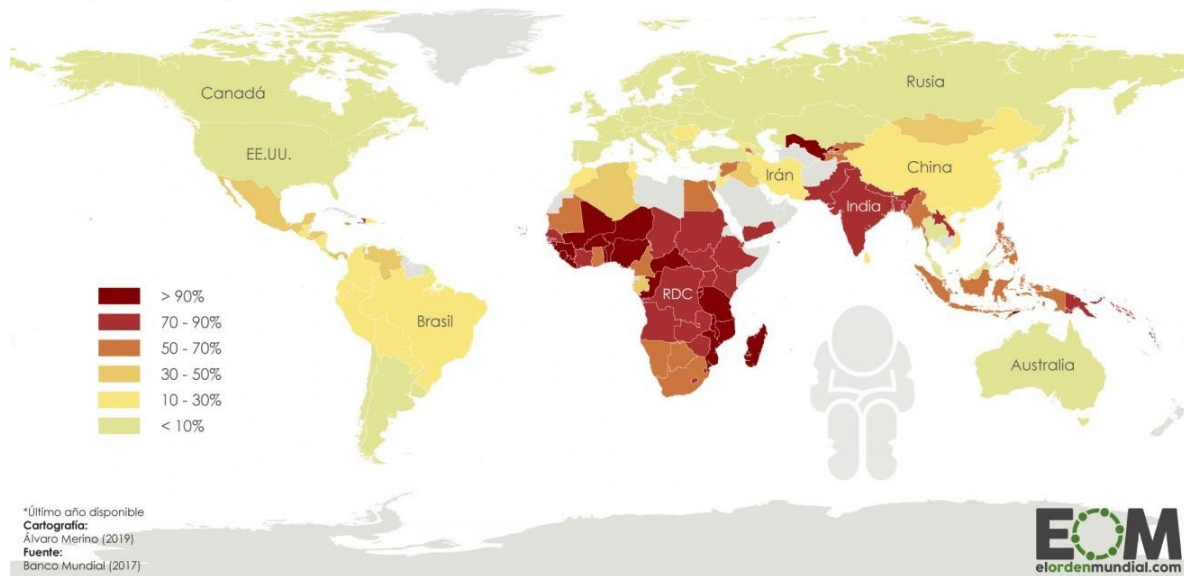 Canadá
Rusia
EE.UU.
Irán
China
India
RDC
Brasil
Australia
> 90%
70 - 90%
50 - 70%
30 - 50%
10 - 30%
< 10%
*Último año disponible
Cartografía:
Álvaro Merino (2019)
Fuente:
Banco Mundial (2017)
EOM
elordenmundial.com